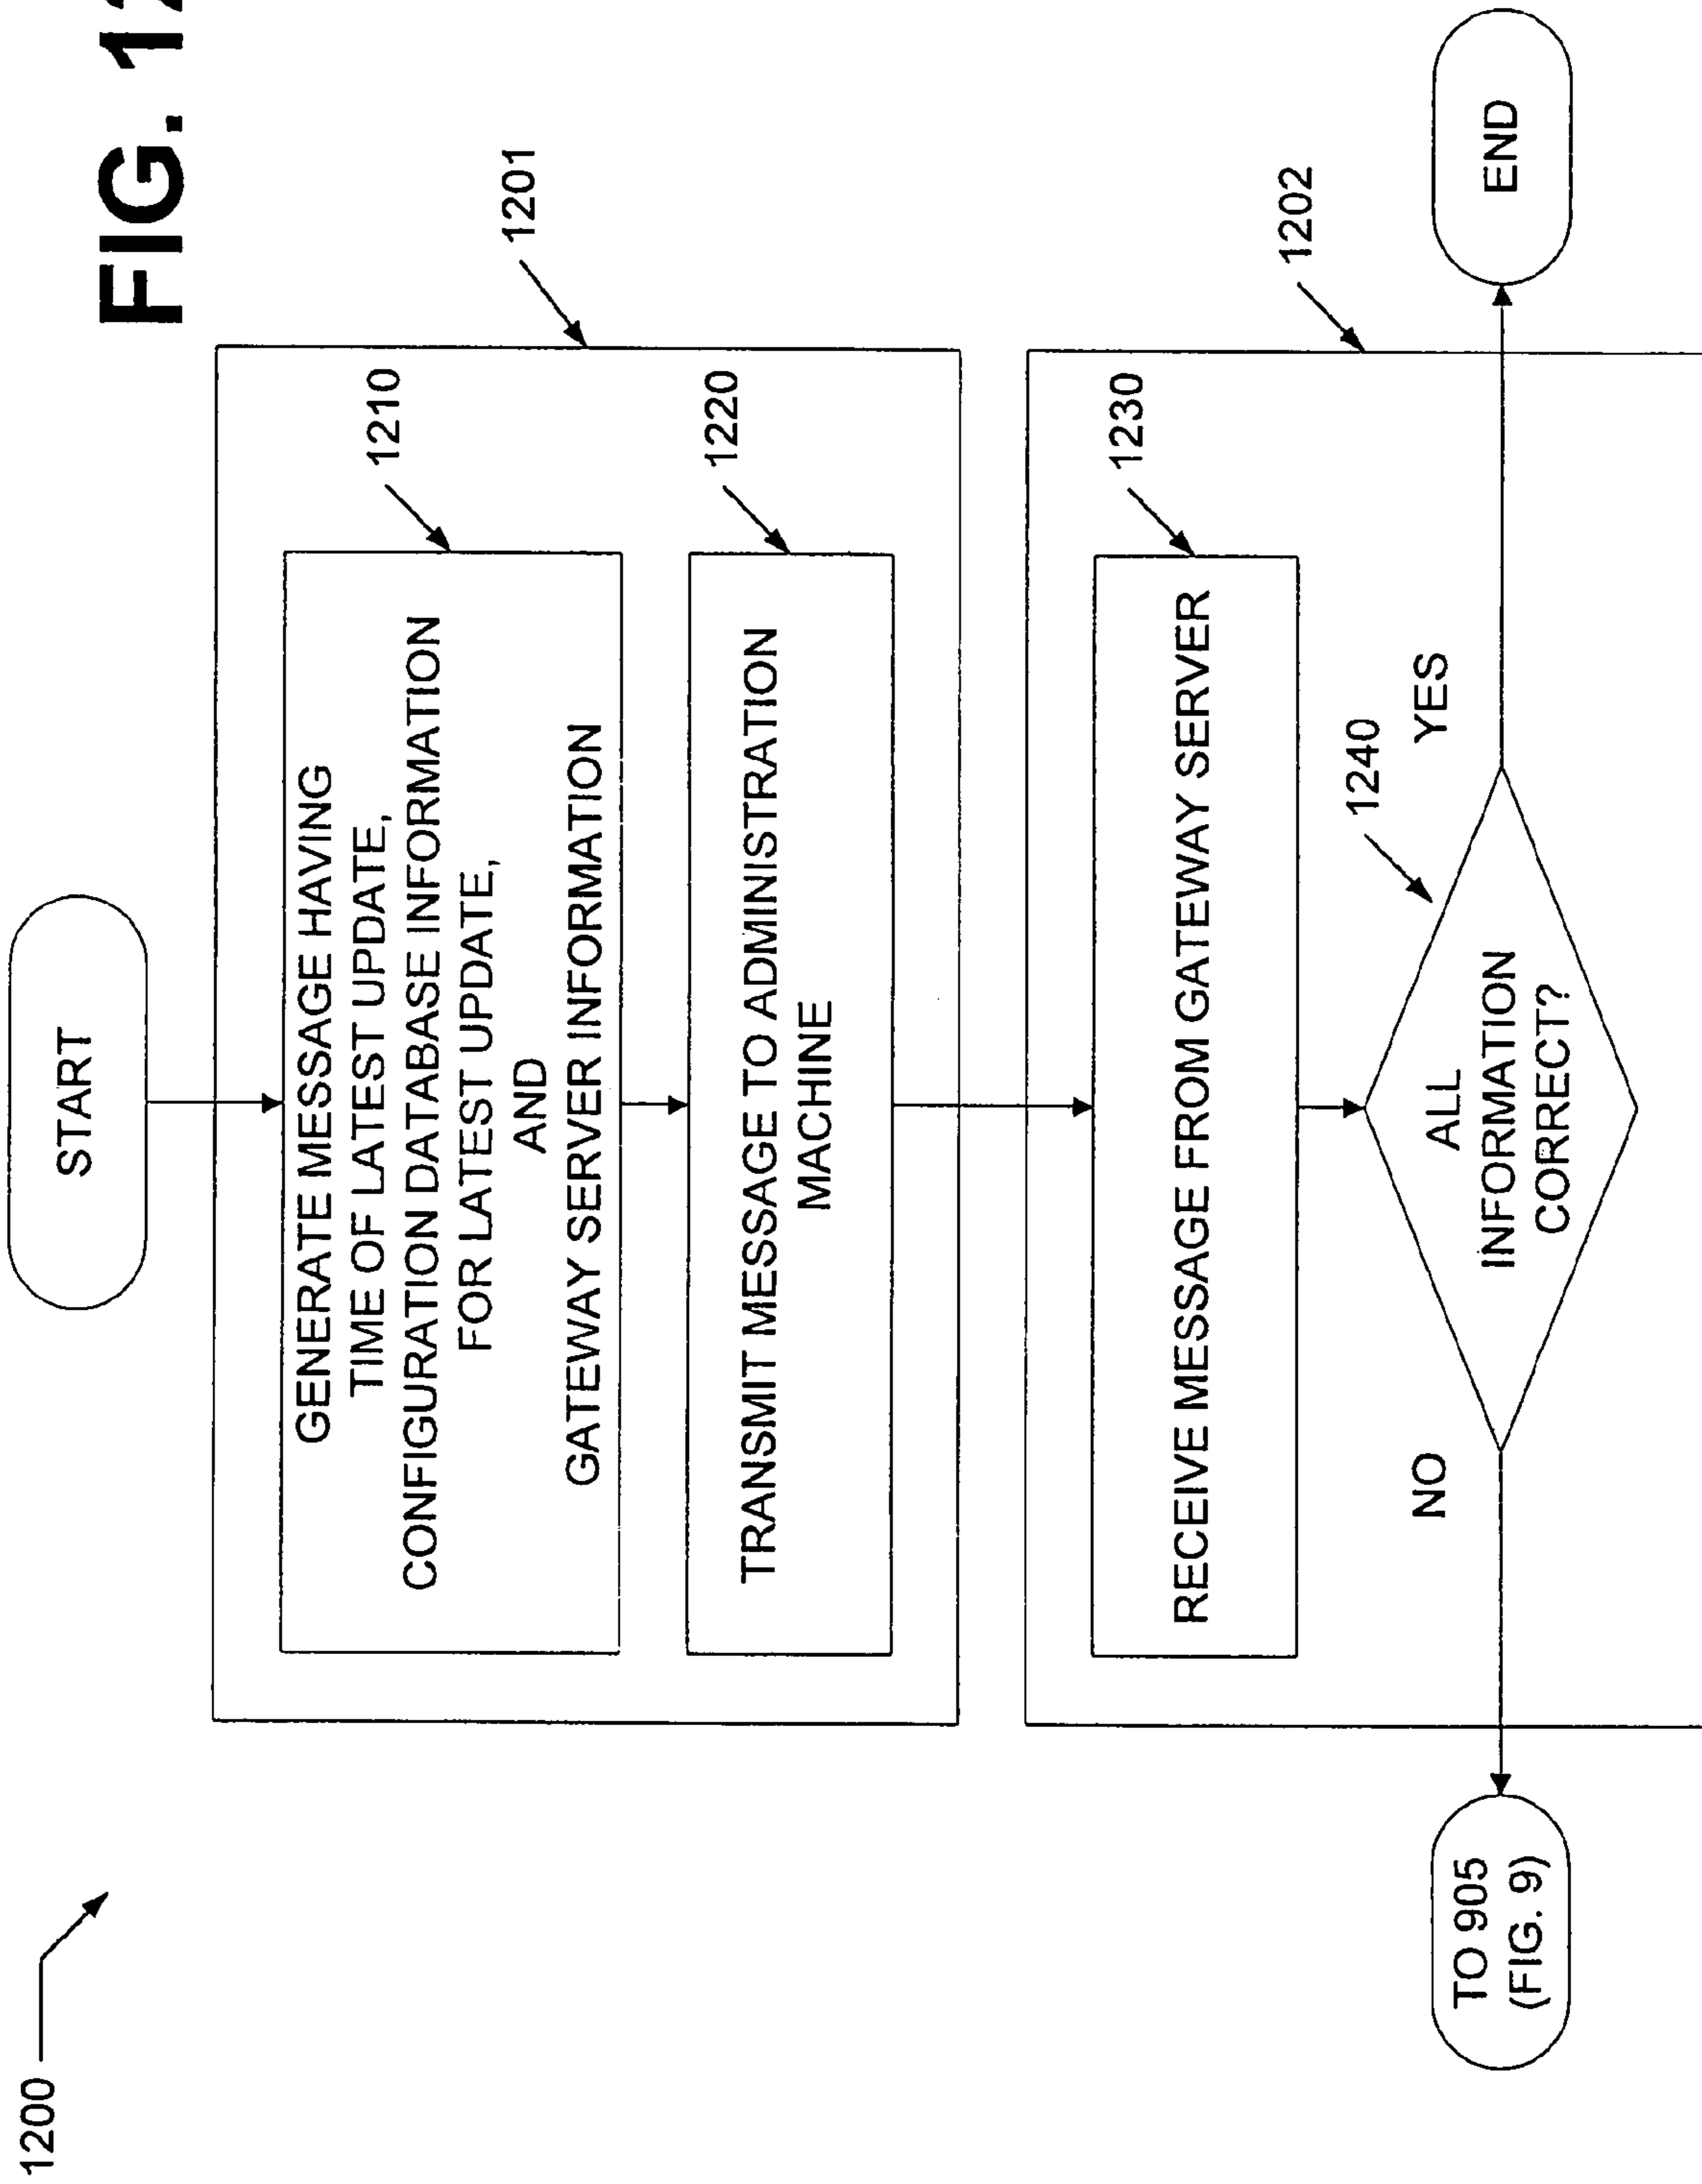 1200
FIG. 12
START
1201
GENERATE MESSAGE HAVING
TIME OF LATEST UPDATE,
CONFIGURATION DATABASE INFORMATION
FOR LATEST UPDATE,
AND
GATEWAY SERVER INFORMATION
1210
TRANSMIT MESSAGE TO ADMINISTRATION
MACHINE
1220
1202
RECEIVE MESSAGE FROM GATEWAY SERVER
1230
1240
ALL
INFORMATION
CORRECT?
NO
YES
TO 905
(FIG. 9)
END